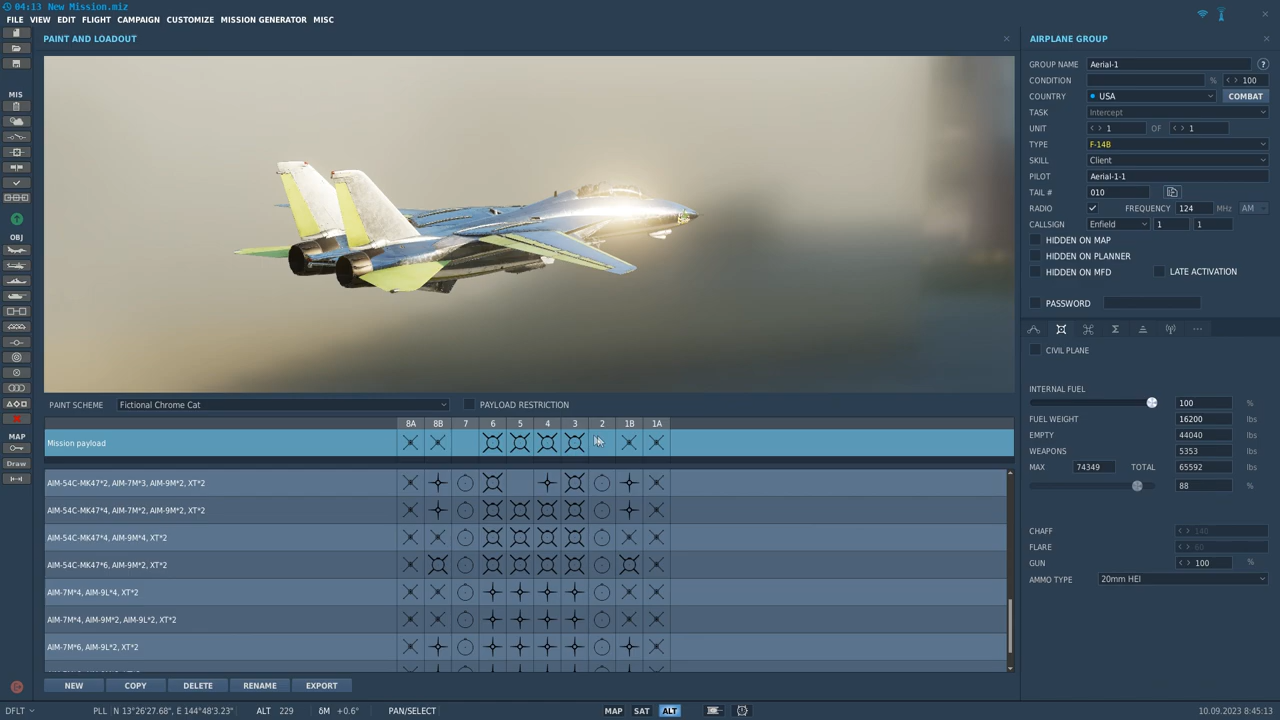 04:13 New Mission.miz
FILE VIEW EDIT FLIGHT CAMPAIGN CUSTOMIZE MISSION GENERATOR MISC
PAINT AND LOADOUT
MIS
OBJ
MAP
Draw
PAINT SCHEME Fictional Chrome Cat PAYLOAD RESTRICTION
8A 8B 7 6 5 4 3 2 1B 1A
Mission payload
AIM-54C-MK47*2, AIM-7M*3, AIM-9M*2, XT*2
AIM-54C-MK47*4, AIM-7M*2, AIM-9M*2, XT*2
AIM-54C-MK47*4, AIM-9M*4, XT*2
AIM-54C-MK47*6, AIM-9M*2, XT*2
AIM-7M*4, AIM-9L*4, XT*2
AIM-7M*4, AIM-9M*2, AIM-9L*2, XT*2
AIM-7M*6, AIM-9L*2, XT*2
NEW COPY DELETE RENAME EXPORT
AIRPLANE GROUP
GROUP NAME Aerial-1 ?
CONDITION % 100
COUNTRY USA COMBAT
TASK Intercept
UNIT 1 OF 1
TYPE F-14B
SKILL Client
PILOT Aerial-1-1
TAIL # 010
RADIO FREQUENCY 124 MHz AM
CALLSIGN Enfield 1 1
HIDDEN ON MAP
HIDDEN ON PLANNER
HIDDEN ON MFD LATE ACTIVATION
PASSWORD
CIVIL PLANE
INTERNAL FUEL
100 %
FUEL WEIGHT 16200 lbs
EMPTY 44040 lbs
WEAPONS 5353 lbs
MAX 74349 TOTAL 65592 lbs
88 %
CHAFF 140
FLARE 60
GUN 100 %
AMMO TYPE 20mm HEI
DFLT PLL N 13°26'27.68" E 144°48'3.23" ALT 229 δM +0.6° PAN/SELECT MAP SAT ALT 10.09.2023 8:45:13